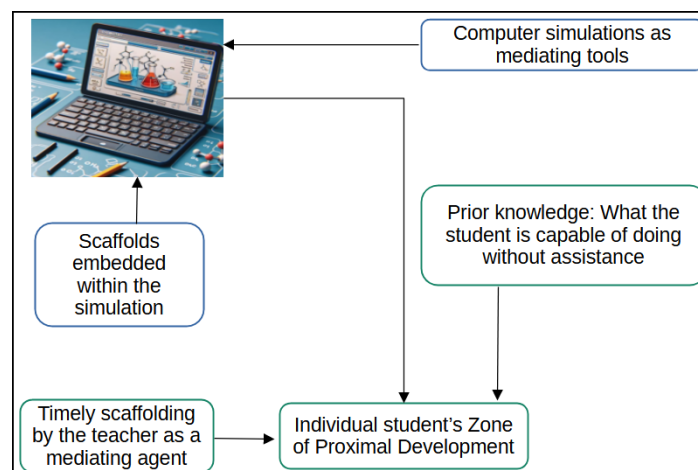 Computer simulations as
mediating tools
Prior knowledge: What the
student is capable of doing
without assistance
Scaffolds
embedded
within the
simulation
Timely scaffolding
by the teacher as a
mediating agent
Individual student’s Zone
of Proximal Development